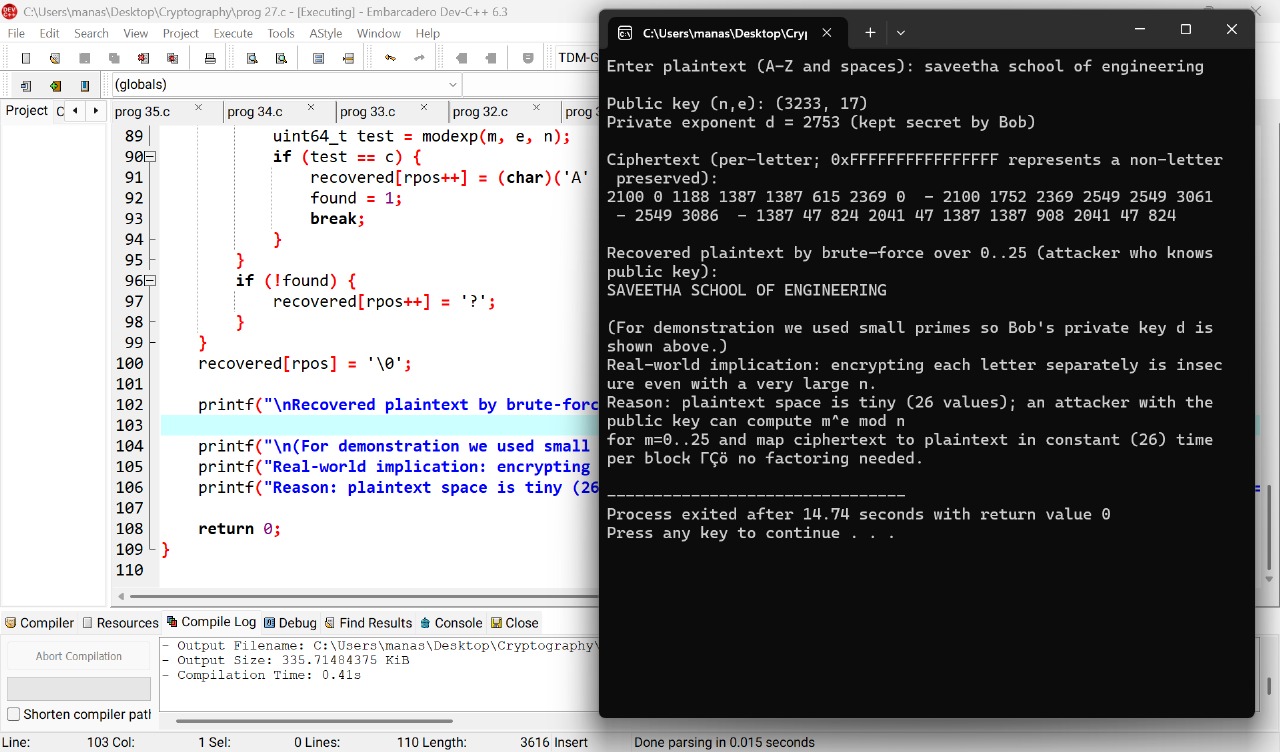 C:\Users\manas\Desktop\Cryptography\prog 27.c - [Executing] - Embarcadero Dev-C++ 6.3
File Edit Search View Project Execute Tools AStyle Window Help
TDM-G
(globals)
Project C
prog 35.c prog 34.c prog 33.c prog 32.c prog
89 uint64_t test = modexp(m, e, n);
90 if (test == c) {
91 recovered[rpos++] = (char)('A'
92 found = 1;
93 break;
94 }
95 }
96 if (!found) {
97 recovered[rpos++] = '?';
98 }
99 }
100 recovered[rpos] = '\0';
101
102 printf("\nRecovered plaintext by brute-forc
103
104 printf("\n(For demonstration we used small
105 printf("Real-world implication: encrypting
106 printf("Reason: plaintext space is tiny (26
107
108 return 0;
109 }
110
Compiler Resources Compile Log Debug Find Results Console Close
Abort Compilation
Shorten compiler path
- Output Filename: C:\Users\manas\Desktop\Cryptography\
- Output Size: 335.71484375 KiB
- Compilation Time: 0.41s
Line: 103 Col: 1 Sel: 0 Lines: 110 Length: 3616 Insert Done parsing in 0.015 seconds
C:\Users\manas\Desktop\Cry
Enter plaintext (A-Z and spaces): saveetha school of engineering
Public key (n,e): (3233, 17)
Private exponent d = 2753 (kept secret by Bob)
Ciphertext (per-letter; 0xFFFFFFFFFFFFFFFF represents a non-letter
preserved):
2100 0 1188 1387 1387 615 2369 0 - 2100 1752 2369 2549 2549 3061
- 2549 3086 - 1387 47 824 2041 47 1387 1387 908 2041 47 824
Recovered plaintext by brute-force over 0..25 (attacker who knows
public key):
SAVEETHA SCHOOL OF ENGINEERING
(For demonstration we used small primes so Bob's private key d is
shown above.)
Real-world implication: encrypting each letter separately is insec
ure even with a very large n.
Reason: plaintext space is tiny (26 values); an attacker with the
public key can compute m^e mod n
for m=0..25 and map ciphertext to plaintext in constant (26) time
per block ΓÇö no factoring needed.
--------------------------------
Process exited after 14.74 seconds with return value 0
Press any key to continue . . .